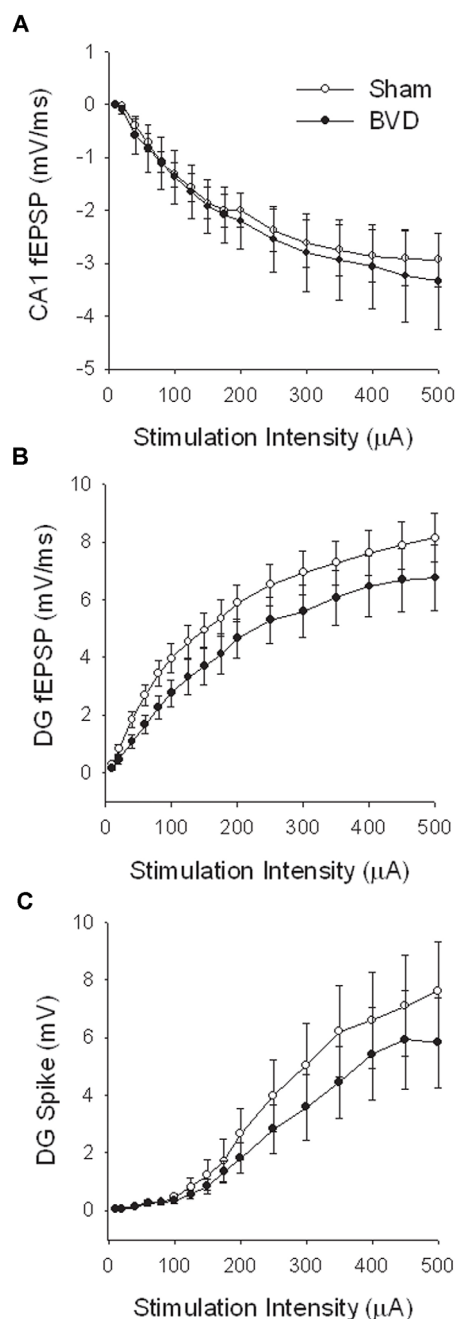 A
CA1 fEPSP (mV/ms)
1
0
-1
-2
-3
-4
-5
Sham
BVD
0 100 200 300 400 500
Stimulation Intensity (μA)
B
DG fEPSP (mV/ms)
10
8
6
4
2
0
0 100 200 300 400 500
Stimulation Intensity (μA)
C
DG Spike (mV)
10
8
6
4
2
0
0 100 200 300 400 500
Stimulation Intensity (μA)